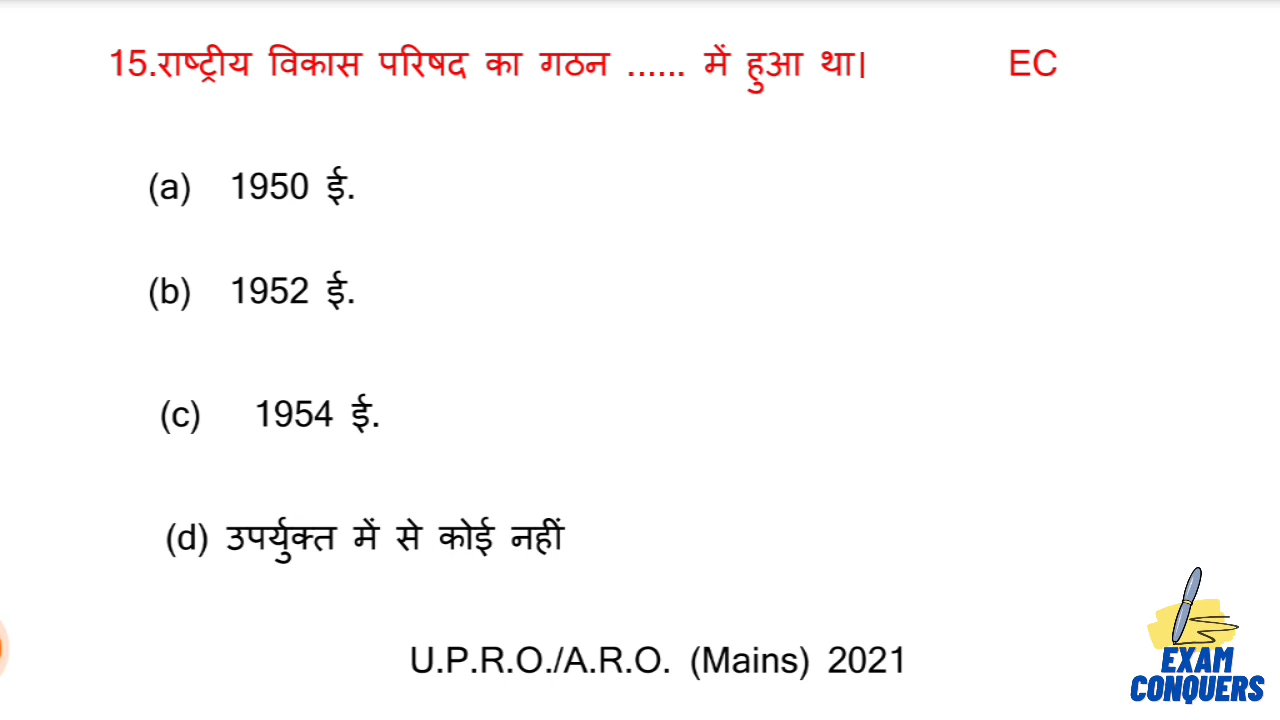 15.राष्ट्रीय विकास परिषद का गठन ...... में हुआ था। EC
(a) 1950 ई.
(b) 1952 ई.
(c) 1954 ई.
(d) उपर्युक्त में से कोई नहीं
U.P.R.O./A.R.O. (Mains) 2021
EXAM
CONQUERS